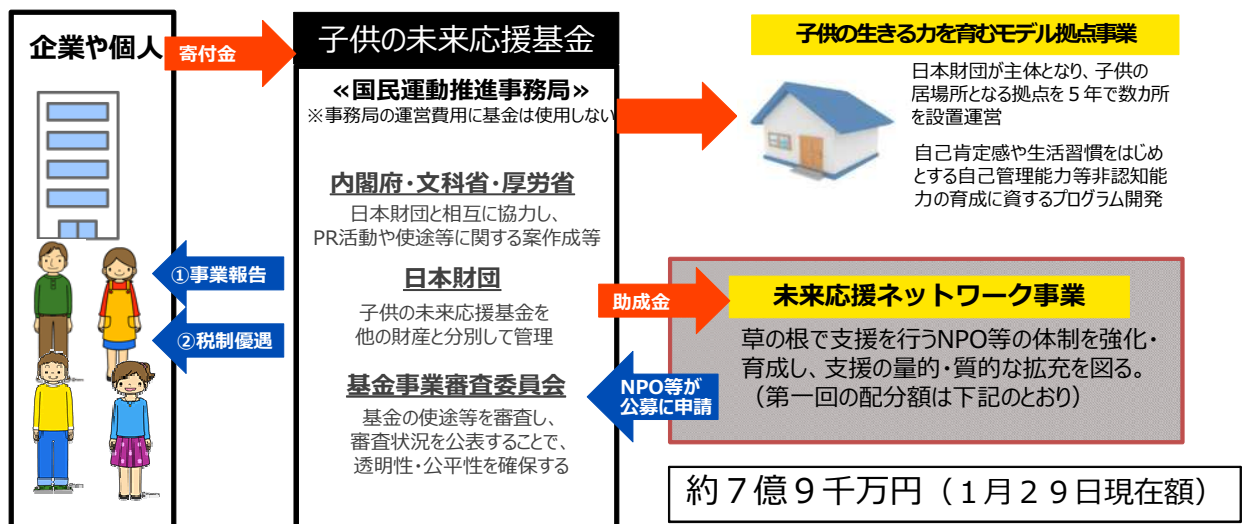 企業や個人
寄付金
①事業報告
②税制優遇
子供の未来応援基金
≪国民運動推進事務局≫
※事務局の運営費用に基金は使用しない
内閣府・文科省・厚労省
日本財団と相互に協力し、
PR活動や使途等に関する案作成等
日本財団
子供の未来応援基金を
他の財産と分別して管理
基金事業審査委員会
基金の使途等を審査し、
審査状況を公表することで、
透明性・公平性を確保する
助成金
NPO等が
公募に申請
子供の生きる力を育むモデル拠点事業
日本財団が主体となり、子供の
居場所となる拠点を５年で数カ所
を設置運営
自己肯定感や生活習慣をはじめ
とする自己管理能力等非認知能
力の育成に資するプログラム開発
未来応援ネットワーク事業
草の根で支援を行うNPO等の体制を強化・
育成し、支援の量的・質的な拡充を図る。
（第一回の配分額は下記のとおり）
約７億９千万円（１月２９日現在額）